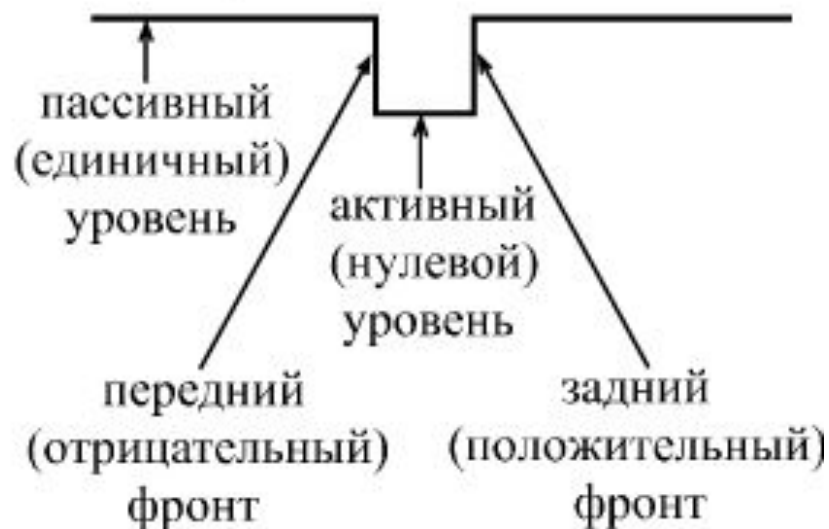 пассивный
(единичный)
уровень
активный
(нулевой)
уровень
передний
(отрицательный)
фронт
задний
(положительный)
фронт